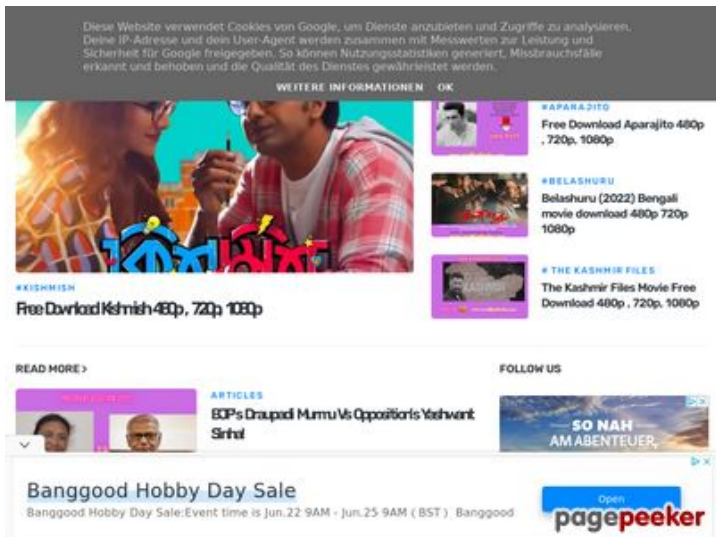 Diese Website verwendet Cookies von Google, um Dienste anzubieten und Zugriffe zu analysieren.
Deine IP-Adresse und dein User-Agent werden zusammen mit Messwerten zur Leistung und
Sicherheit für Google freigegeben. So können Nutzungsstatistiken generiert, Missbrauchsfälle
erkannt und behoben und die Qualität des Dienstes gewährleistet werden.
WEITERE INFORMATIONEN OK
কিশমিশ
#KISHMISH
Free Download Kishmish 480p , 720p, 1080p
#APARAJITO
Free Download Aparajito 480p
, 720p, 1080p
#BELASHURU
Belashuru (2022) Bengali
movie download 480p 720p
1080p
# THE KASHMIR FILES
The Kashmir Files Movie Free
Download 480p , 720p, 1080p
READ MORE >
ARTICLES
BJP's Draupadi Murmu Vs Opposition's Yashwant
Sinha!
FOLLOW US
SO NAH
AM ABENTEUER,
Banggood Hobby Day Sale
Banggood Hobby Day Sale:Event time is Jun.22 9AM - Jun.25 9AM ( BST ) Banggood
Open
pagepeeker